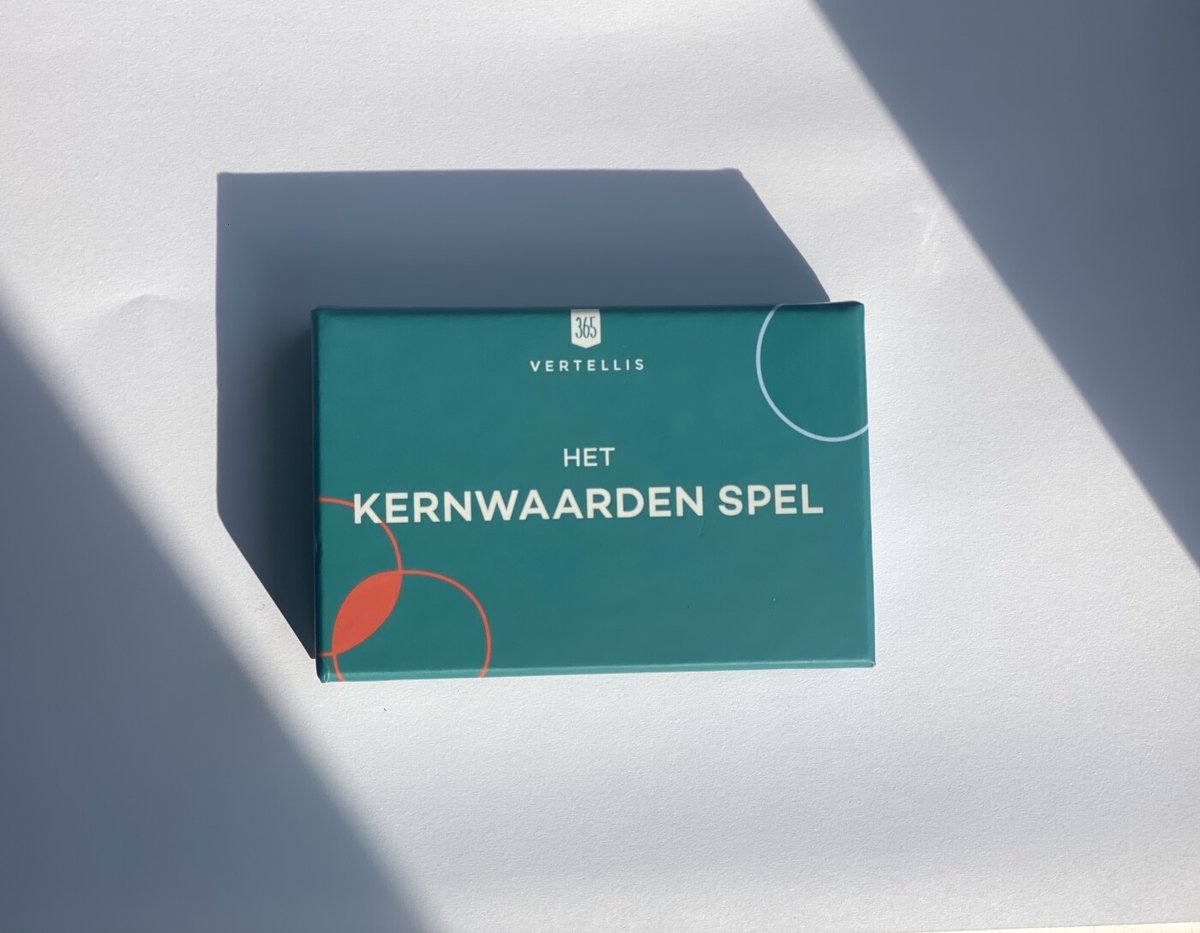 365
VERTELLIS
HET
KERNWAARDEN SPEL